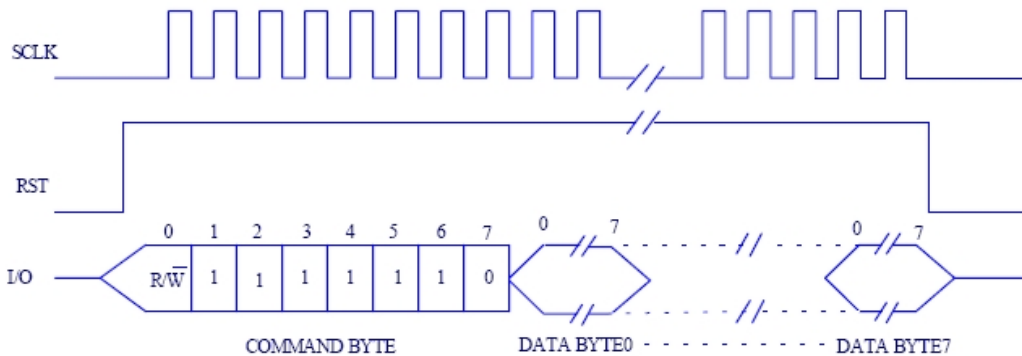 SCLK
RST
0 1 2 3 4 5 6 7 0 7 0 7
I/O R/W̅ 1 1 1 1 1 1 0
COMMAND BYTE DATA BYTE0 - - - - - - - - - - DATA BYTE7